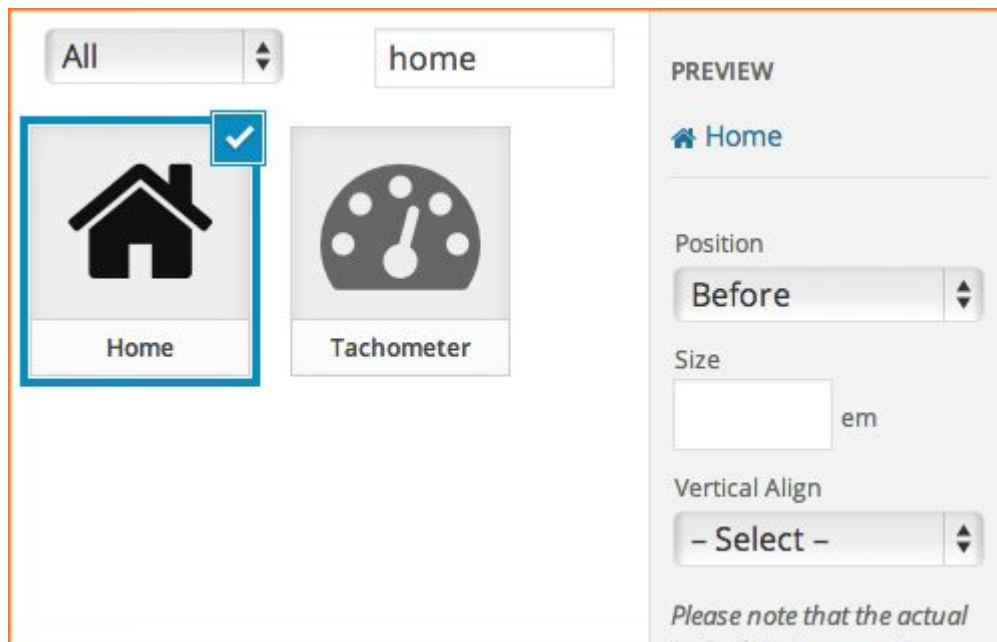 All
home
Home
Tachometer
PREVIEW
Home
Position
Before
Size
em
Vertical Align
– Select –
Please note that the actual